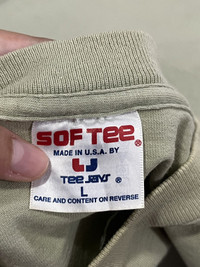 SOF TEE®
MADE IN U.S.A. BY
TEE JAYS®
L
CARE AND CONTENT ON REVERSE